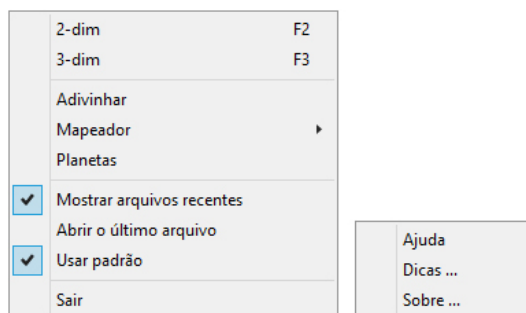 2-dim F2
3-dim F3
Adivinhar
Mapeador
Planetas
Mostrar arquivos recentes
Abrir o último arquivo
Usar padrão
Sair
Ajuda
Dicas ...
Sobre ...